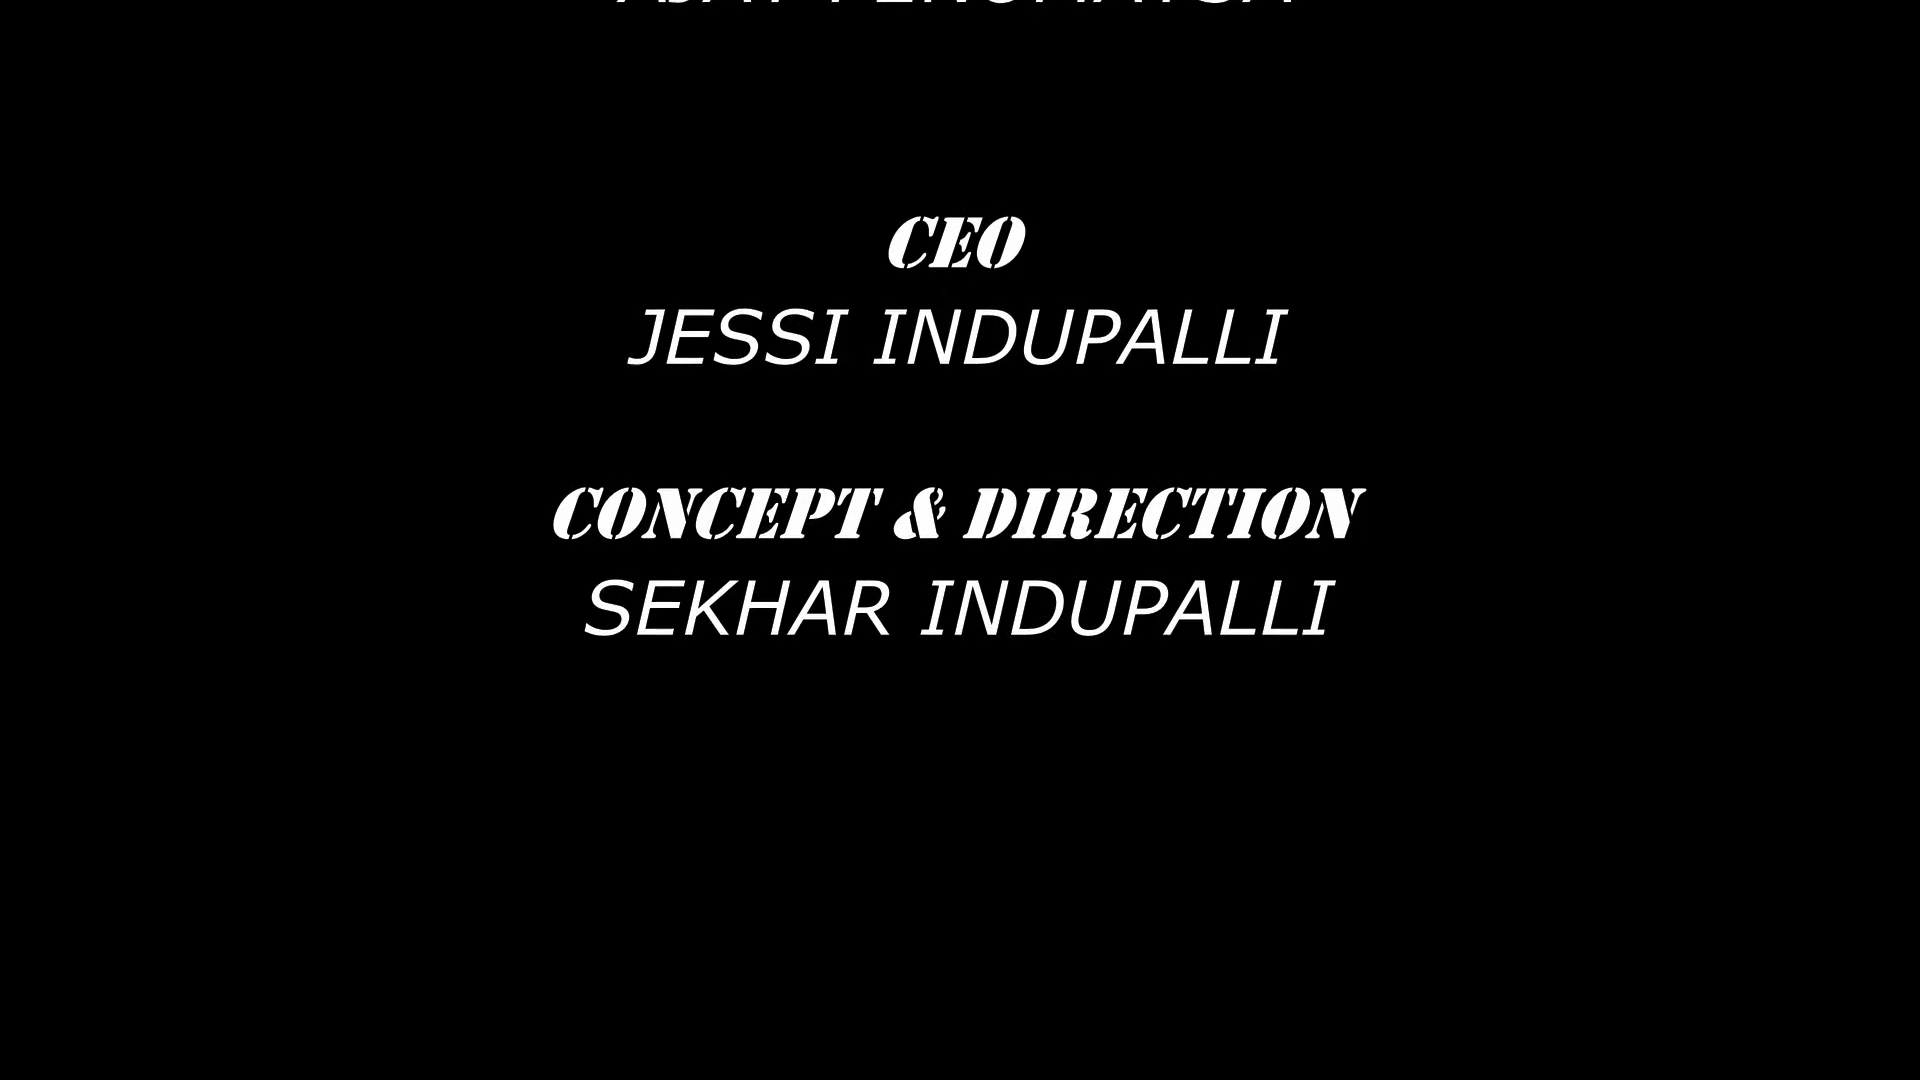 CEO
JESSI INDUPALLI
CONCEPT & DIRECTION
SEKHAR INDUPALLI